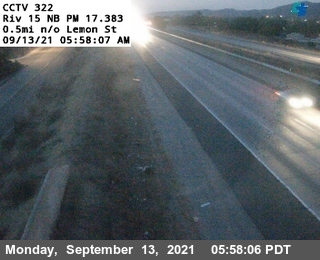 CCTV 322
Riv 15 NB PM 17.383
0.5mi n/o Lemon St
09/13/21 05:58:07 AM
Monday, September 13, 2021 05:58:06 PDT